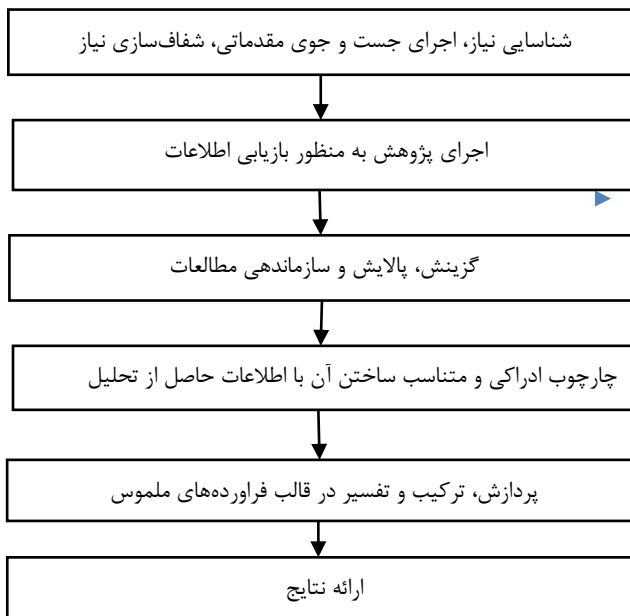 شناسایی نیاز، اجرای جست و جوی مقدماتی، شفاف‌سازی نیاز
اجرای پژوهش به منظور بازیابی اطلاعات
گزینش، پالایش و سازماندهی مطالعات
چارچوب ادراکی و متناسب ساختن آن با اطلاعات حاصل از تحلیل
پردازش، ترکیب و تفسیر در قالب فراورده‌های ملموس
ارائه نتایج